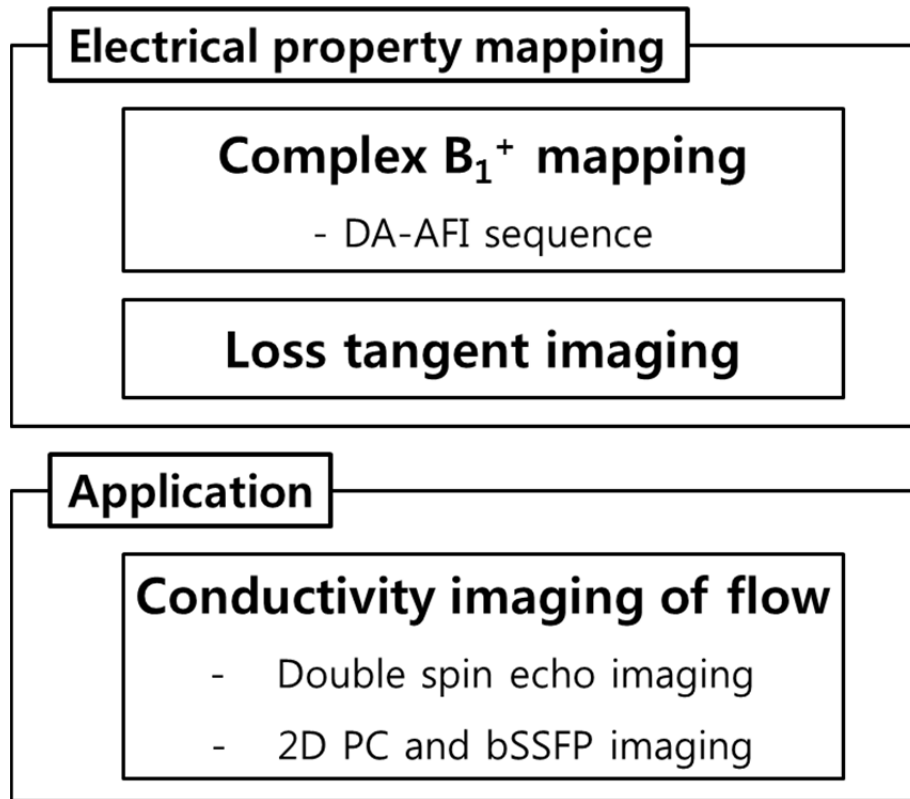 Electrical property mapping
Complex B₁⁺ mapping
- DA-AFI sequence
Loss tangent imaging
Application
Conductivity imaging of flow
- Double spin echo imaging
- 2D PC and bSSFP imaging